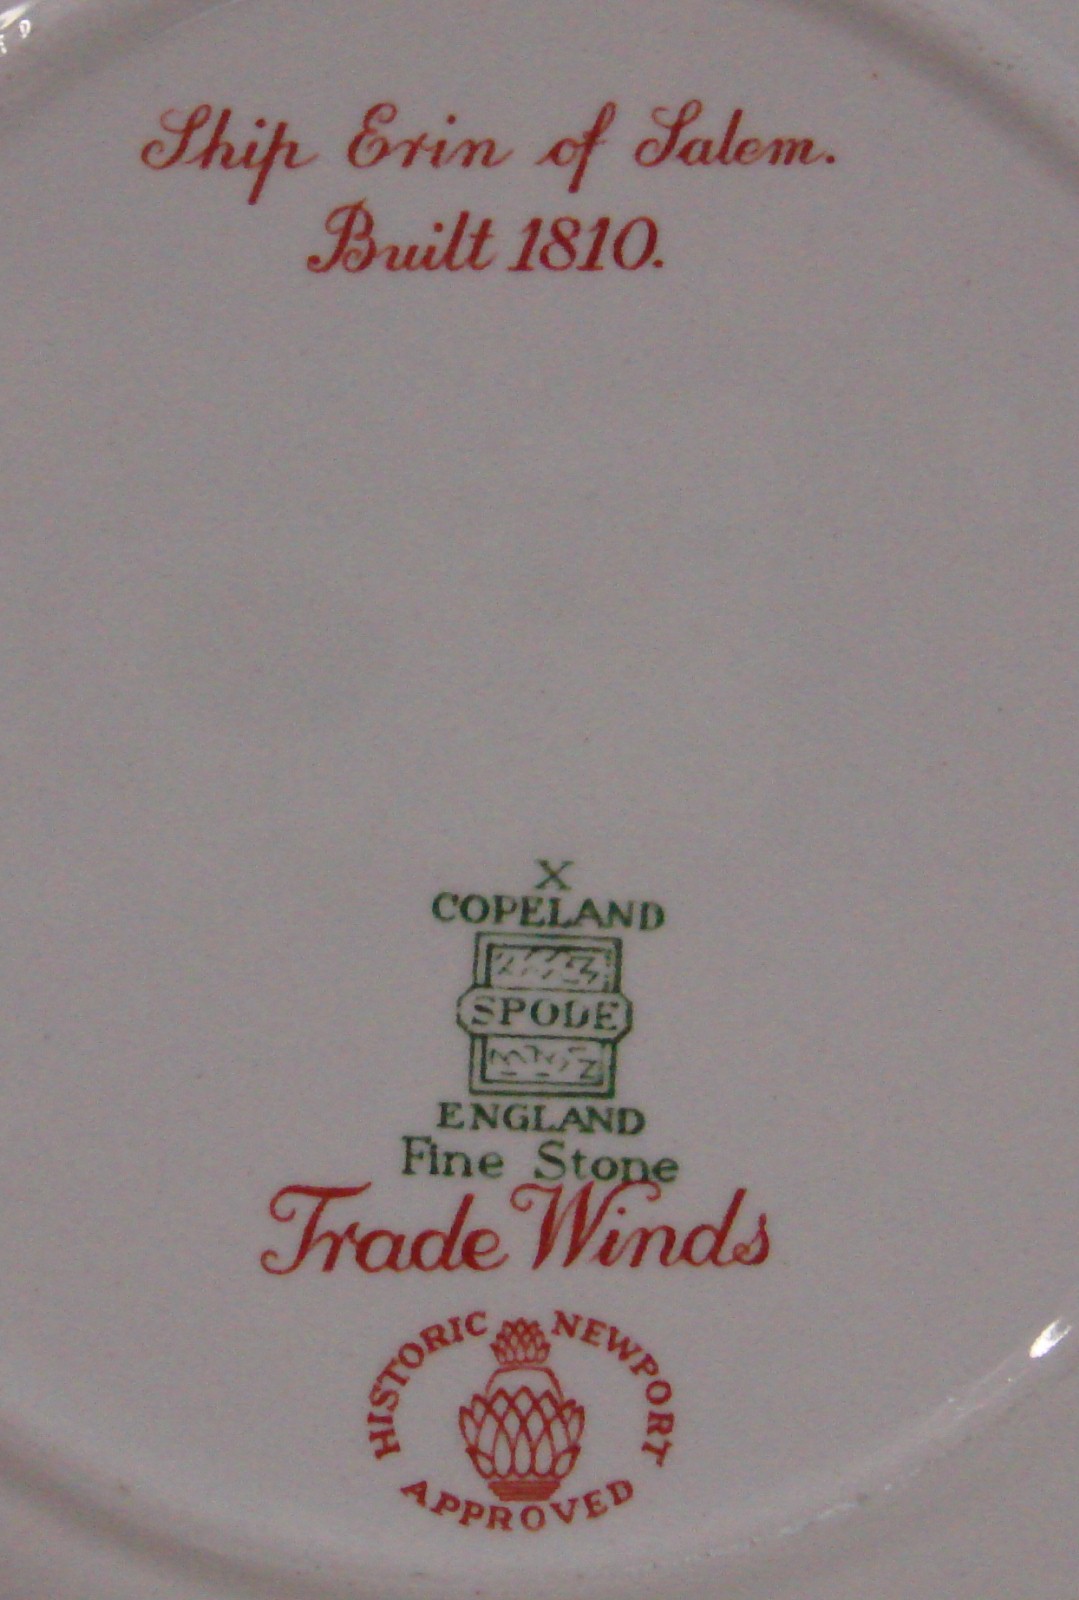 Ship Erin of Salem.
Built 1810.
X
COPELAND
SPODE
ENGLAND
Fine Stone
Trade Winds
HISTORIC NEWPORT
APPROVED